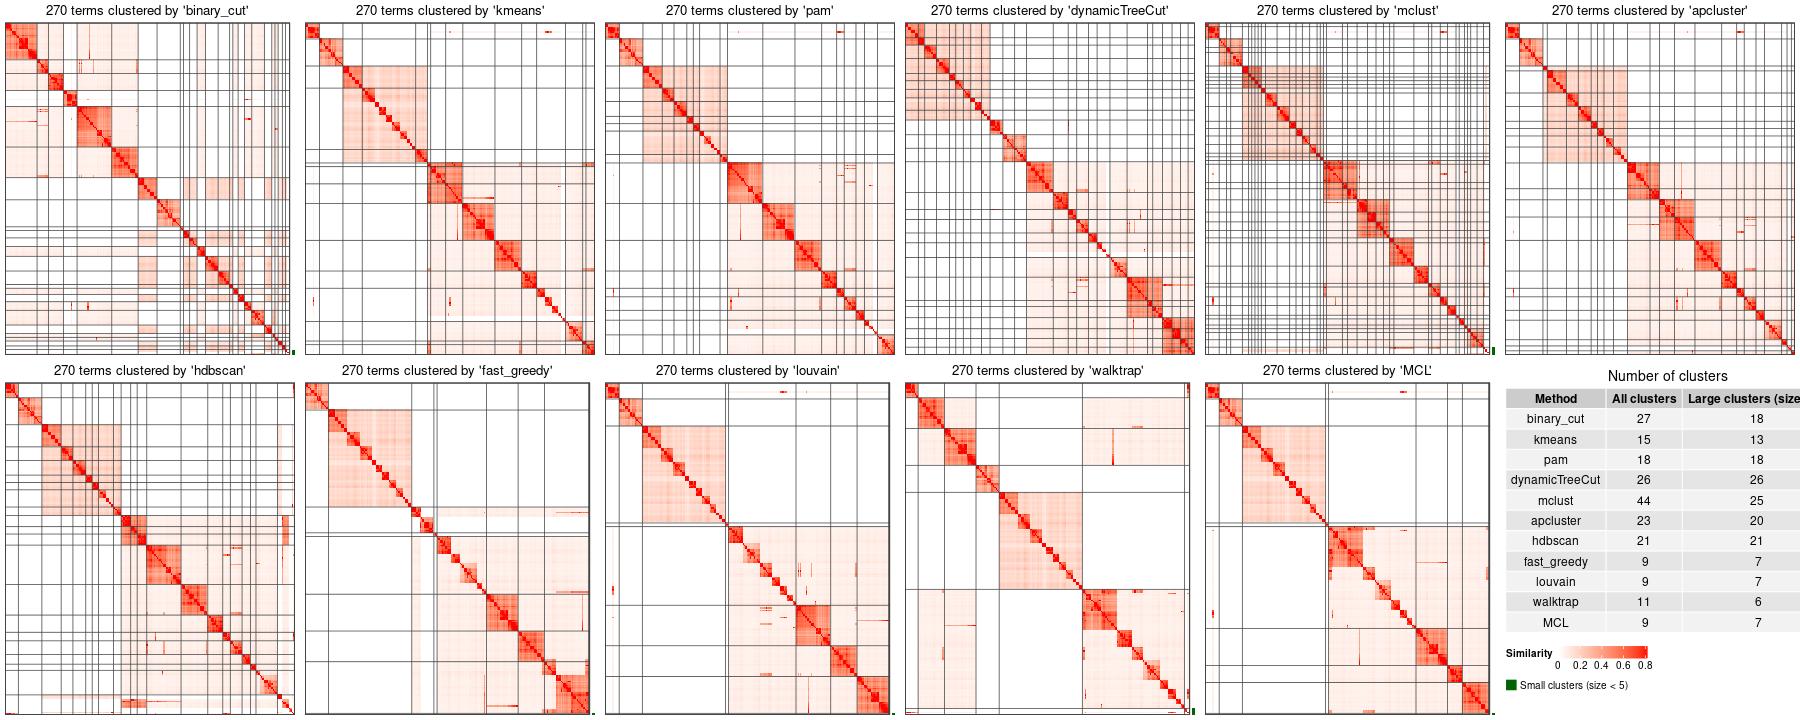 270 terms clustered by 'binary_cut'
270 terms clustered by 'kmeans'
270 terms clustered by 'pam'
270 terms clustered by 'dynamicTreeCut'
270 terms clustered by 'mclust'
270 terms clustered by 'apcluster'
270 terms clustered by 'hdbscan'
270 terms clustered by 'fast_greedy'
270 terms clustered by 'louvain'
270 terms clustered by 'walktrap'
270 terms clustered by 'MCL'
Number of clusters
Method All clusters Large clusters (size
binary_cut 27 18
kmeans 15 13
pam 18 18
dynamicTreeCut 26 26
mclust 44 25
apcluster 23 20
hdbscan 21 21
fast_greedy 9 7
louvain 9 7
walktrap 11 6
MCL 9 7
Similarity
0 0.2 0.4 0.6 0.8
Small clusters (size < 5)